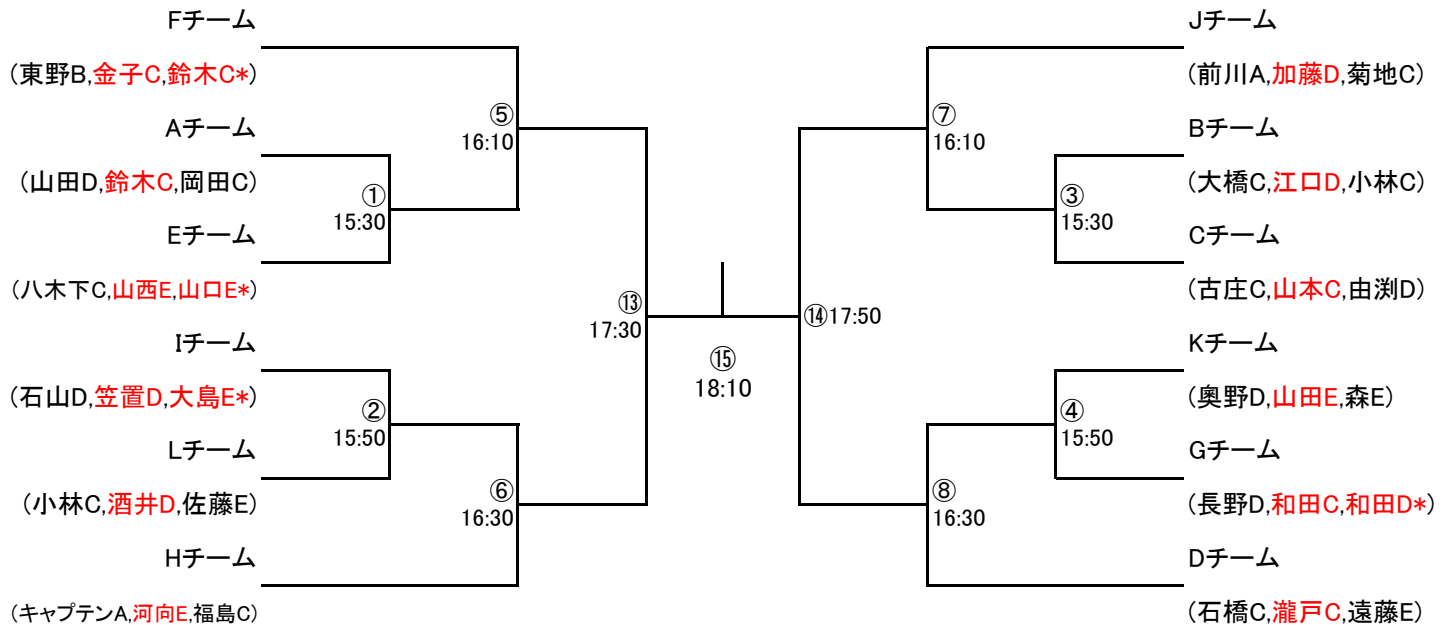 Fチーム
(東野B,金子C,鈴木C*)
Aチーム
(山田D,鈴木C,岡田C)
Eチーム
(八木下C,山西E,山口E*)
Iチーム
(石山D,笠置D,大島E*)
Lチーム
(小林C,酒井D,佐藤E)
Hチーム
(キャプテンA,河向E,福島C)
①
15:30
②
15:50
⑤
16:10
⑥
16:30
⑬
17:30
⑮
18:10
⑭17:50
⑦
16:10
⑧
16:30
③
15:30
④
15:50
Jチーム
(前川A,加藤D,菊地C)
Bチーム
(大橋C,江口D,小林C)
Cチーム
(古庄C,山本C,由渕D)
Kチーム
(奥野D,山田E,森E)
Gチーム
(長野D,和田C,和田D*)
Dチーム
(石橋C,瀧戸C,遠藤E)